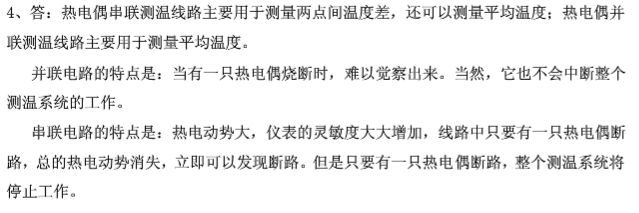 4、答：热电偶串联测温线路主要用于测量两点间温度差，还可以测量平均温度；热电偶并
联测温线路主要用于测量平均温度。
并联电路的特点是：当有一只热电偶烧断时，难以觉察出来。当然，它也不会中断整个
测温系统的工作。
串联电路的特点是：热电动势大，仪表的灵敏度大大增加，线路中只要有一只热电偶断
路，总的热电动势消失，立即可以发现断路。但是只要有一只热电偶断路，整个测温系统将
停止工作。